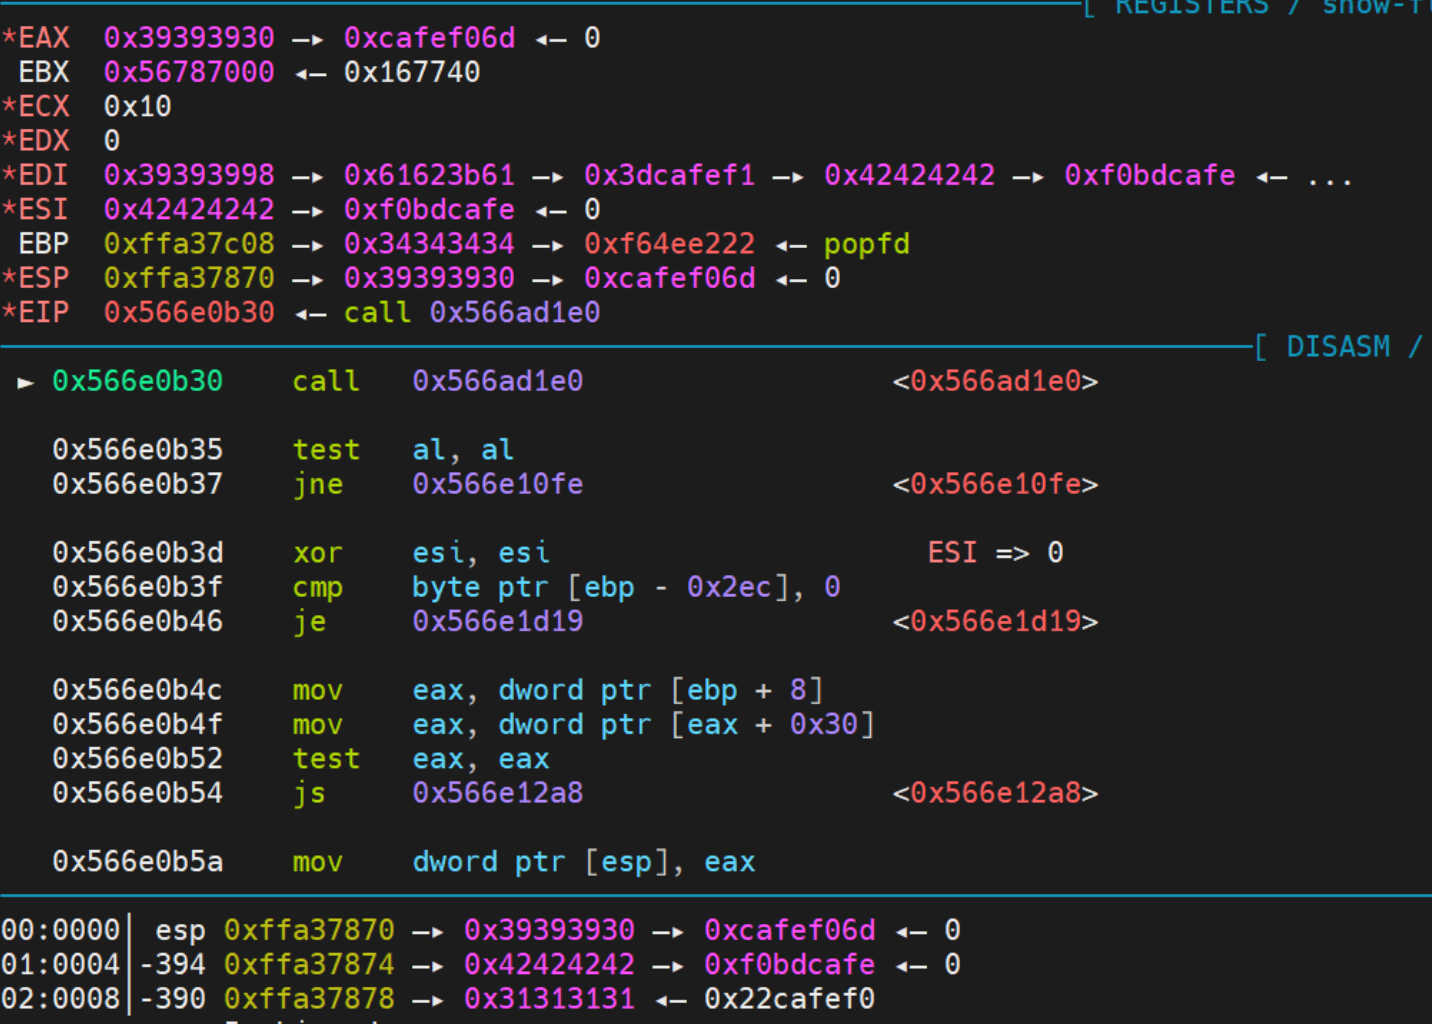 [ REGISTERS / show-fl
*EAX  0x39393930 —▸ 0xcafef06d ◂— 0
 EBX  0x56787000 ◂— 0x167740
*ECX  0x10
*EDX  0
*EDI  0x39393998 —▸ 0x61623b61 —▸ 0x3dcafef1 —▸ 0x42424242 —▸ 0xf0bdcafe ◂— ...
*ESI  0x42424242 —▸ 0xf0bdcafe ◂— 0
 EBP  0xffa37c08 —▸ 0x34343434 —▸ 0xf64ee222 ◂— popfd
*ESP  0xffa37870 —▸ 0x39393930 —▸ 0xcafef06d ◂— 0
*EIP  0x566e0b30 ◂— call 0x566ad1e0
[ DISASM /
 ► 0x566e0b30    call   0x566ad1e0                  <0x566ad1e0>
   0x566e0b35    test   al, al
   0x566e0b37    jne    0x566e10fe                  <0x566e10fe>
   0x566e0b3d    xor    esi, esi                      ESI => 0
   0x566e0b3f    cmp    byte ptr [ebp - 0x2ec], 0
   0x566e0b46    je     0x566e1d19                  <0x566e1d19>
   0x566e0b4c    mov    eax, dword ptr [ebp + 8]
   0x566e0b4f    mov    eax, dword ptr [eax + 0x30]
   0x566e0b52    test   eax, eax
   0x566e0b54    js     0x566e12a8                  <0x566e12a8>
   0x566e0b5a    mov    dword ptr [esp], eax
00:0000│ esp 0xffa37870 —▸ 0x39393930 —▸ 0xcafef06d ◂— 0
01:0004│-394 0xffa37874 —▸ 0x42424242 —▸ 0xf0bdcafe ◂— 0
02:0008│-390 0xffa37878 —▸ 0x31313131 ◂— 0x22cafef0